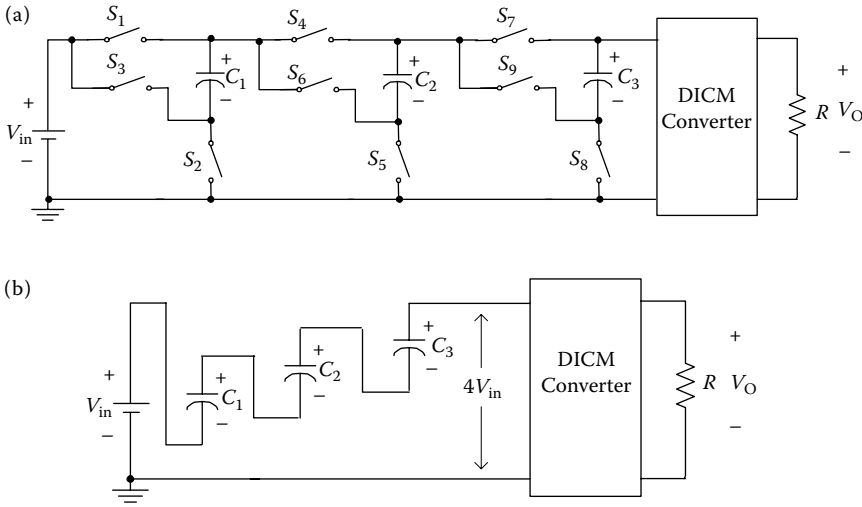 (a)
S1
S4
S7
S3
S6
S9
+
C1
−
+
C2
−
+
C3
−
DICM
Converter
+
Vin
−
S2
S5
S8
R
+
VO
−
(b)
+
Vin
−
+
C1
−
+
C2
−
+
C3
−
4Vin
DICM
Converter
R
+
VO
−